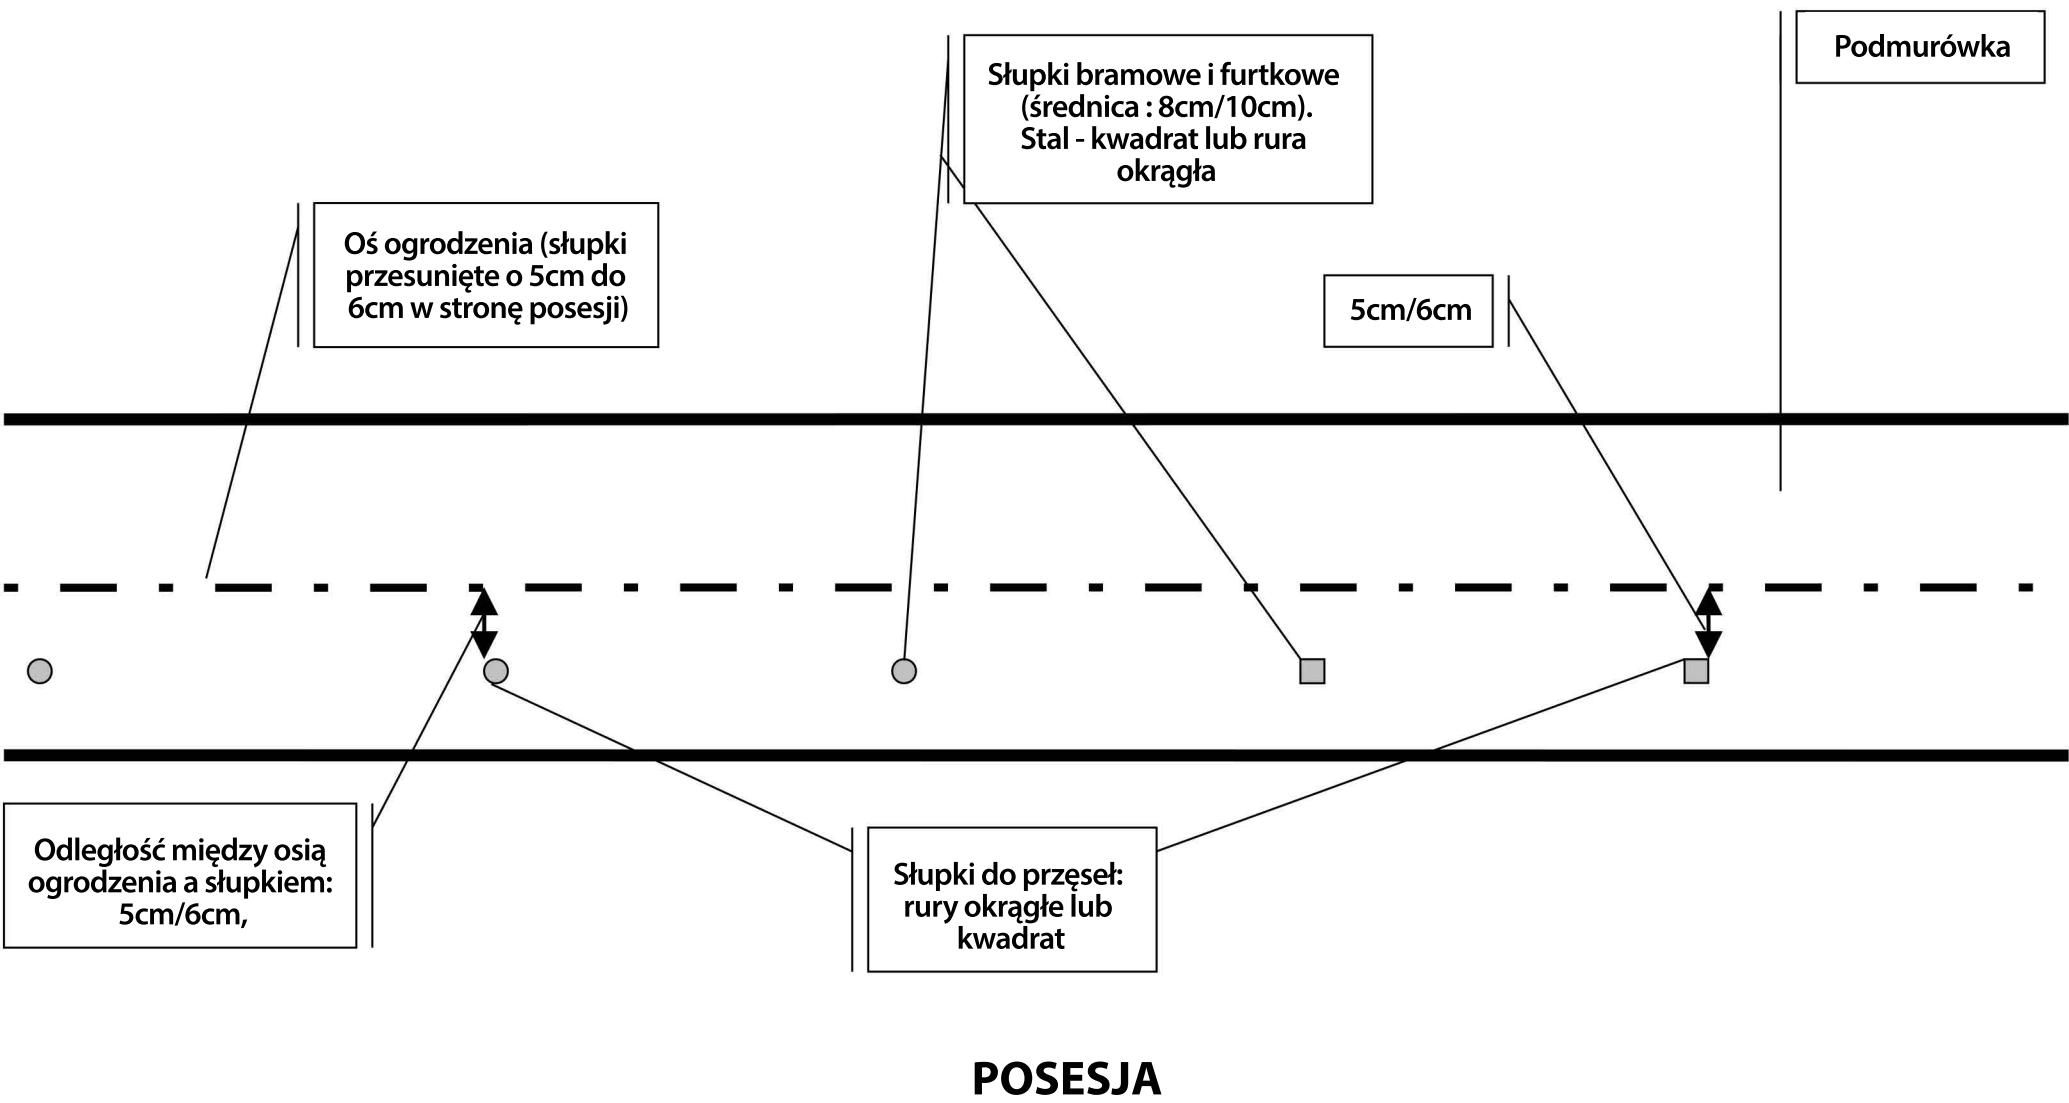 Podmurówka
Słupki bramowe i furtkowe
(średnica : 8cm/10cm).
Stal - kwadrat lub rura
okrągła
Oś ogrodzenia (słupki
przesunięte o 5cm do
6cm w stronę posesji)
5cm/6cm
Odległość między osią
ogrodzenia a słupkiem:
5cm/6cm,
Słupki do przęseł:
rury okrągłe lub
kwadrat
POSESJA